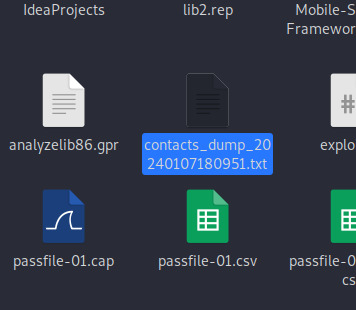 IdeaProjects
lib2.rep
Mobile-S
Framework
analyzelib86.gpr
contacts_dump_20
240107180951.txt
#
explo
passfile-01.cap
passfile-01.csv
passfile-0
cs